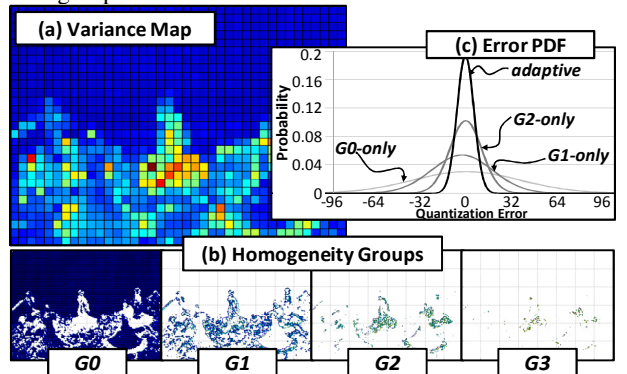 (a) Variance Map
(c) Error PDF
0.2
0.16
0.12
0.08
0.04
0
Probability
adaptive
G2-only
G0-only
G1-only
-96 -64 -32 0 32 64 96
Quantization Error
(b) Homogeneity Groups
G0 G1 G2 G3